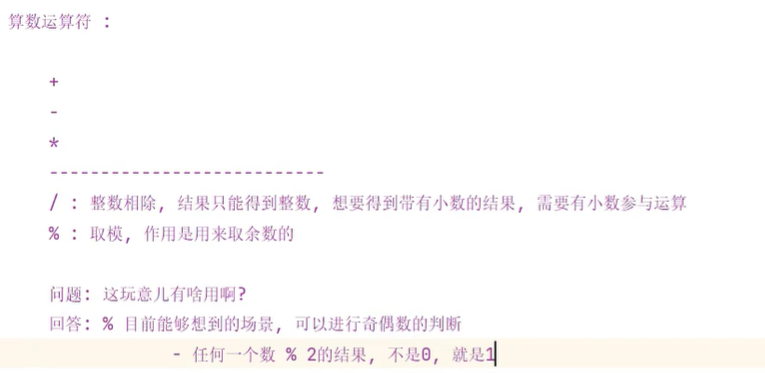 算数运算符 :
+
-
*
---------------------------
/ : 整数相除, 结果只能得到整数, 想要得到带有小数的结果, 需要有小数参与运算
% : 取模, 作用是用来取余数的
问题: 这玩意儿有啥用啊?
回答: % 目前能够想到的场景, 可以进行奇偶数的判断
- 任何一个数 % 2的结果, 不是0, 就是1